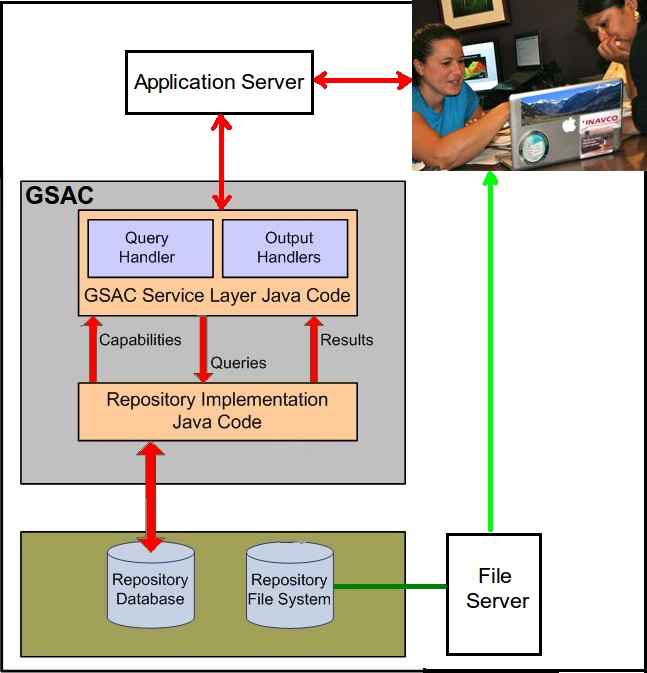 Application Server
UNAVCO
GSAC
Query
Handler
Output
Handlers
GSAC Service Layer Java Code
Capabilities
Queries
Results
Repository Implementation
Java Code
Repository
Database
Repository
File System
File
Server